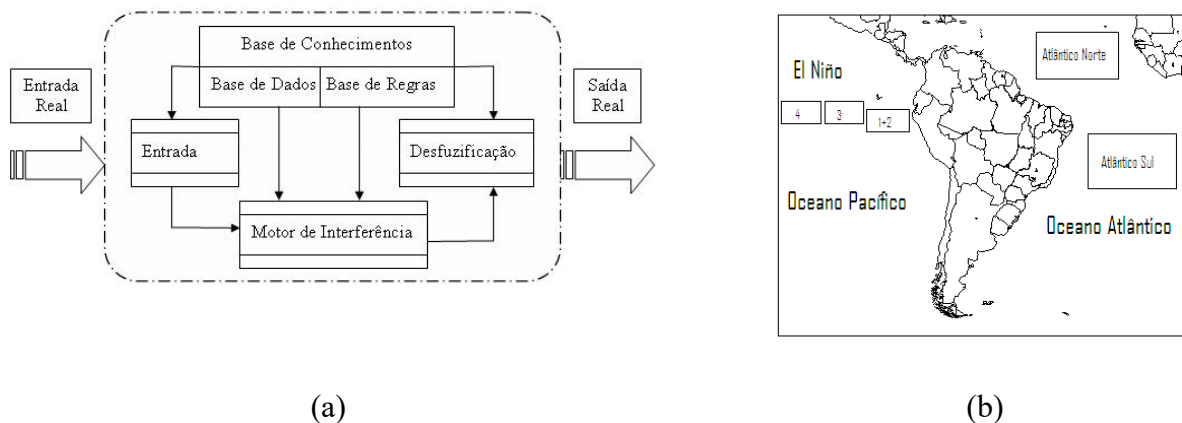 Entrada
Real
Base de Conhecimentos
Base de Dados
Base de Regras
Entrada
Desfuzificação
Motor de Interferência
Saída
Real
(a)
Atlântico Norte
El Niño
4
3
1+2
Atlântico Sul
Oceano Pacífico
Oceano Atlântico
(b)